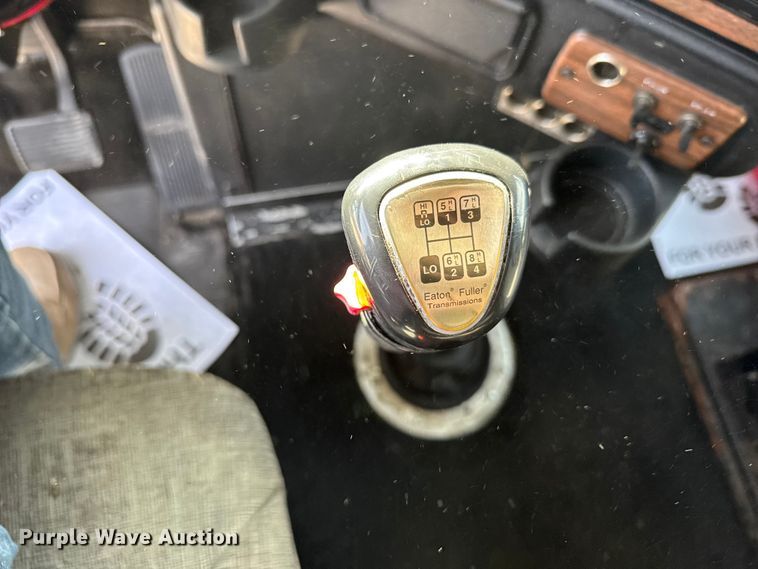 HI 5 H 7 H
LO 1 L 3 L
LO 6 H 8 H
2 L 4 L
Eaton® Fuller®
Transmissions
FOR YOUR
Purple Wave Auction